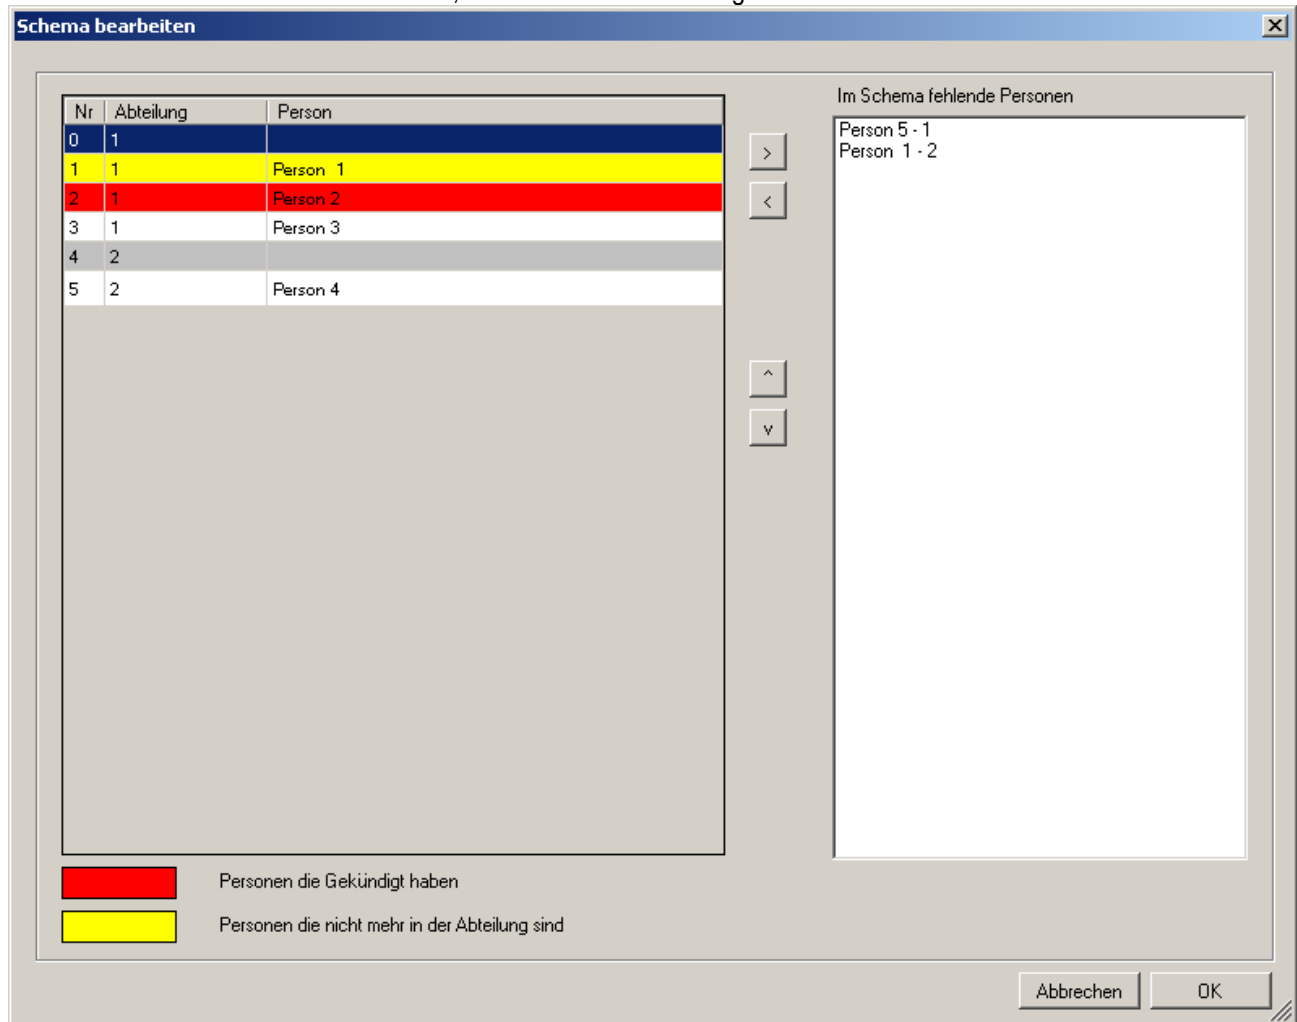 Schema bearbeiten
Nr Abteilung Person
0 1
1 1 Person 1
2 1 Person 2
3 1 Person 3
4 2
5 2 Person 4
>
<
^
v
Im Schema fehlende Personen
Person 5 - 1
Person 1 - 2
Personen die Gekündigt haben
Personen die nicht mehr in der Abteilung sind
Abbrechen OK